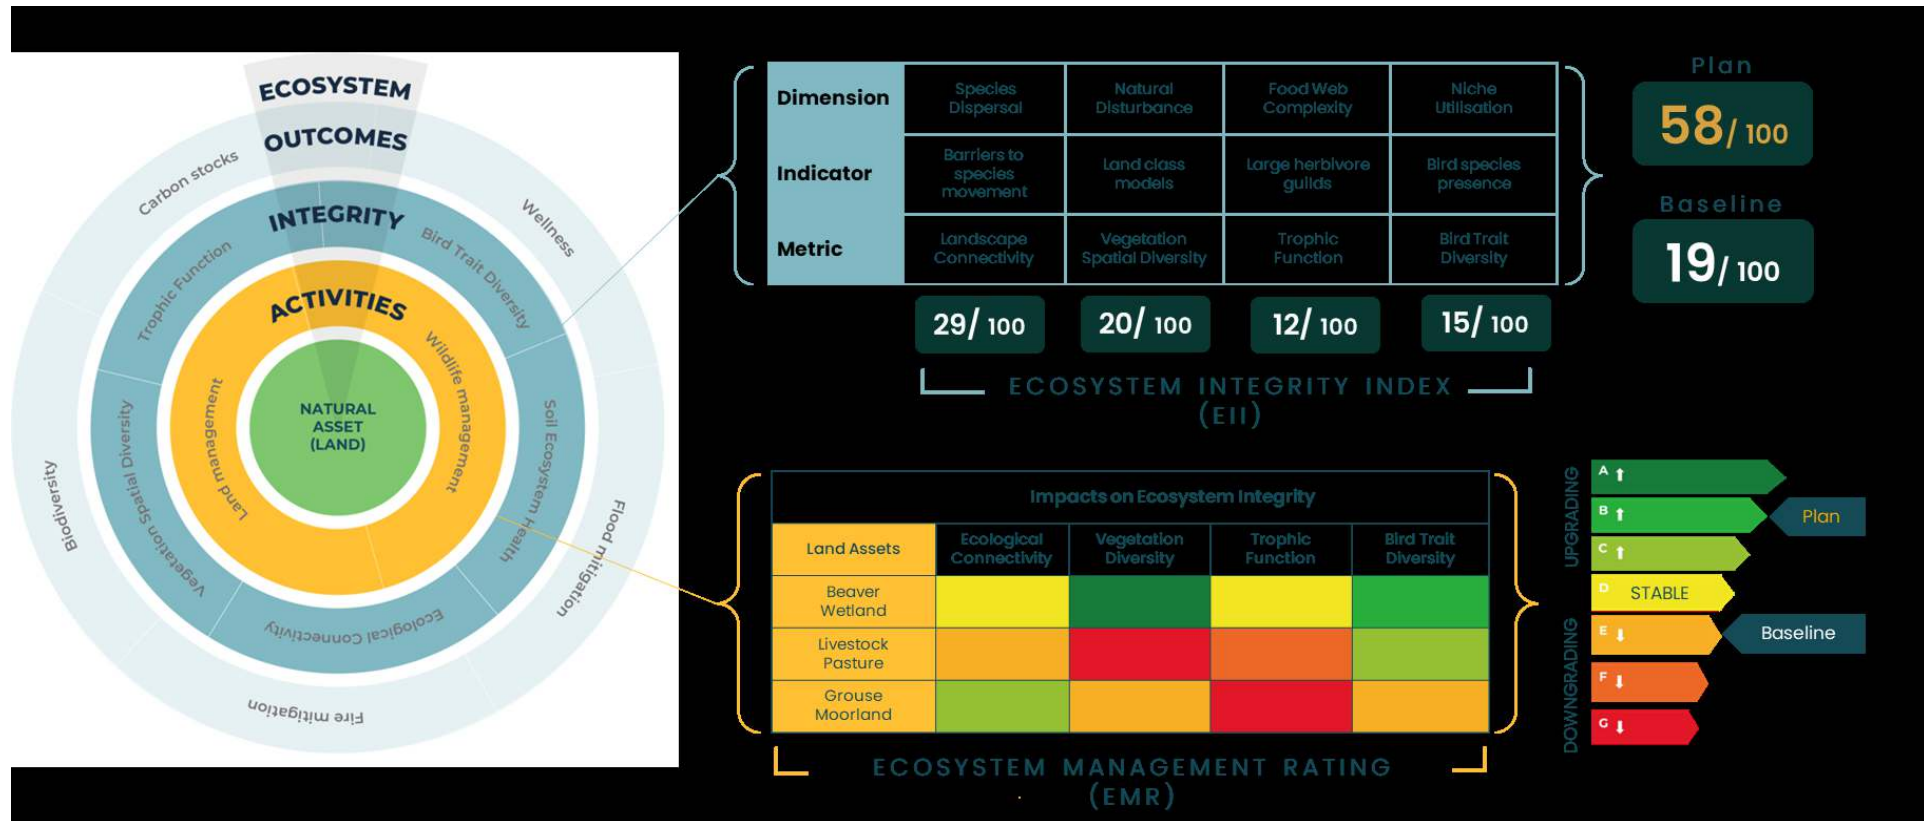 ECOSYSTEM
OUTCOMES
Carbon stocks
Wellness
INTEGRITY
Trophic Function
Bird Trait Diversity
ACTIVITIES
Wildlife management
Land management
NATURAL
ASSET
(LAND)
Biodiversity
Vegetation Spatial Diversity
Soil Ecosystem Health
Flood mitigation
Ecological Connectivity
Fire mitigation
Dimension
Species
Dispersal
Natural
Disturbance
Food Web
Complexity
Niche
Utilisation
Indicator
Barriers to
species
movement
Land class
models
Large herbivore
guilds
Bird species
presence
Metric
Landscape
Connectivity
Vegetation
Spatial Diversity
Trophic
Function
Bird Trait
Diversity
29/ 100
20/ 100
12/ 100
15/ 100
ECOSYSTEM INTEGRITY INDEX
(EII)
Plan
58/ 100
Baseline
19/ 100
Impacts on Ecosystem Integrity
Land Assets
Ecological
Connectivity
Vegetation
Diversity
Trophic
Function
Bird Trait
Diversity
Beaver
Wetland
Livestock
Pasture
Grouse
Moorland
ECOSYSTEM MANAGEMENT RATING
(EMR)
UPGRADING
A ⬆
B ⬆
Plan
C ⬆
D STABLE
DOWNGRADING
E ⬇
Baseline
F ⬇
G ⬇